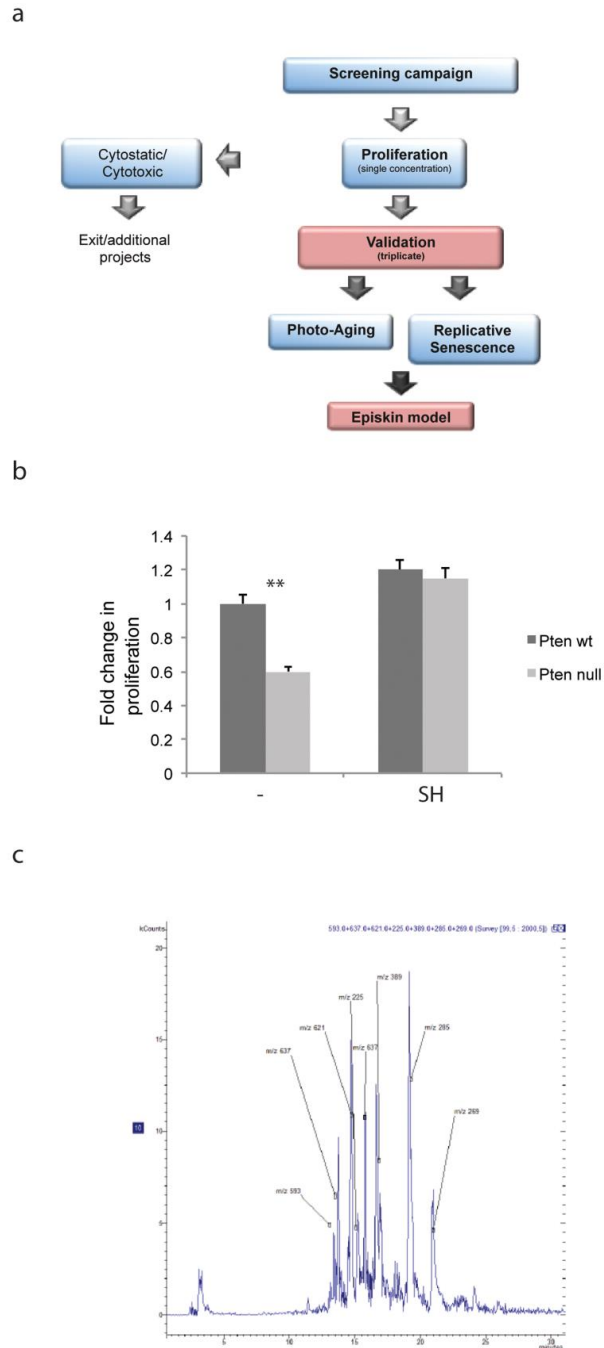 a
Screening campaign
Cytostatic/
Cytotoxic
Proliferation
(single concentration)
Exit/additional
projects
Validation
(triplicate)
Photo-Aging
Replicative
Senescence
Episkin model
b
Fold change in
proliferation
1.4
1.2
1
0.8
0.6
0.4
0.2
0
**
-
SH
Pten wt
Pten null
c
kCounts
593.0+637.0+621.0+225.0+389.0+285.0+269.0 (Survey [99.5 : 2000.5])
20
15
10
5
0
10
m/z 593
m/z 637
m/z 621
m/z 225
m/z 637
m/z 389
m/z 285
m/z 269
5
10
15
20
25
30
minutes